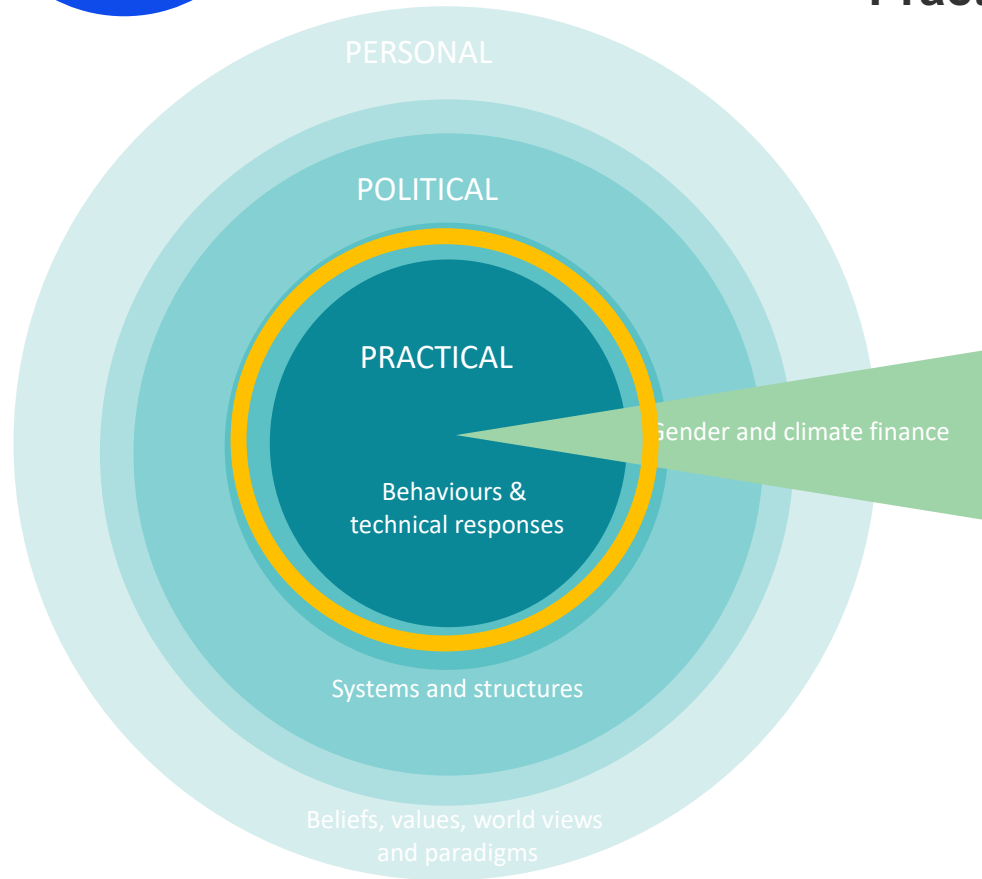 PERSONAL
POLITICAL
PRACTICAL
Gender and climate finance
Behaviours &
technical responses
Systems and structures
Beliefs, values, world views
and paradigms